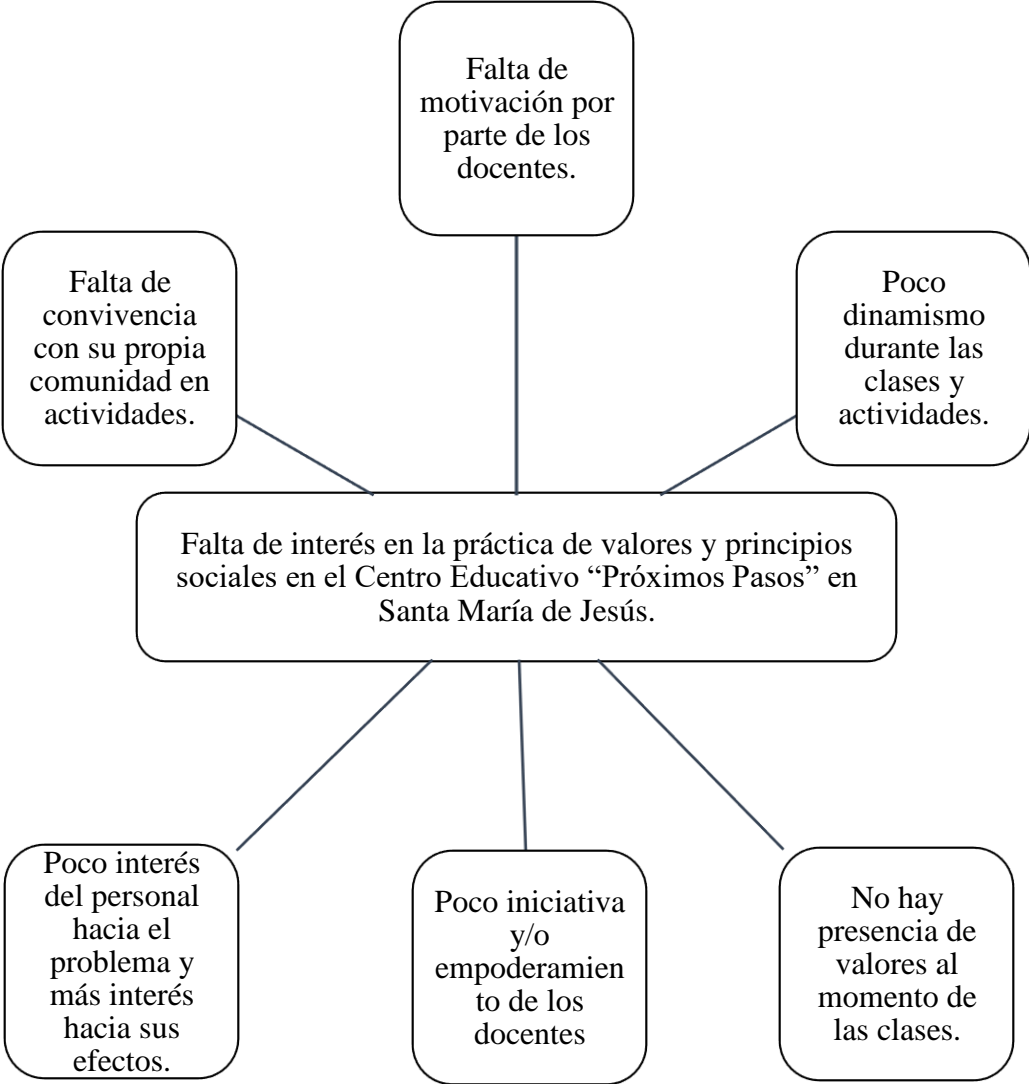 Falta de
motivación por
parte de los
docentes.
Falta de
convivencia
con su propia
comunidad en
actividades.
Poco
dinamismo
durante las
clases y
actividades.
Falta de interés en la práctica de valores y principios
sociales en el Centro Educativo “Próximos Pasos” en
Santa María de Jesús.
Poco interés
del personal
hacia el
problema y
más interés
hacia sus
efectos.
Poco iniciativa
y/o
empoderamien
to de los
docentes
No hay
presencia de
valores al
momento de
las clases.